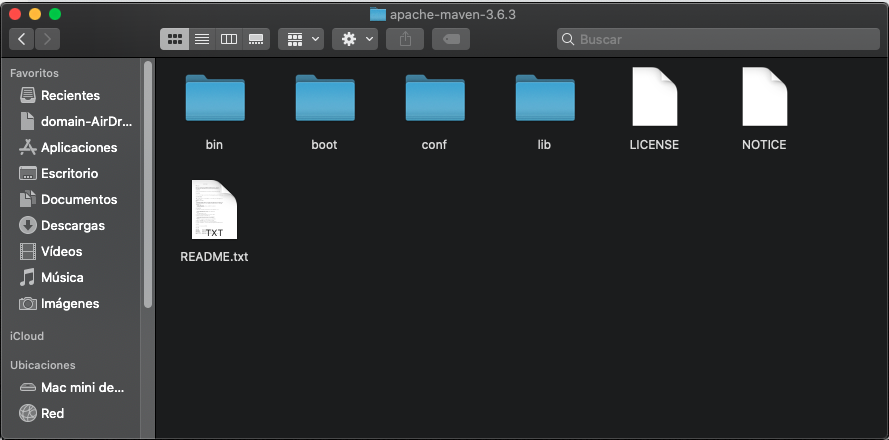 apache-maven-3.6.3
Buscar
Favoritos
Recientes
domain-AirDr...
Aplicaciones
Escritorio
Documentos
Descargas
Vídeos
Música
Imágenes
iCloud
Ubicaciones
Mac mini de...
Red
bin
boot
conf
lib
LICENSE
NOTICE
TXT
README.txt